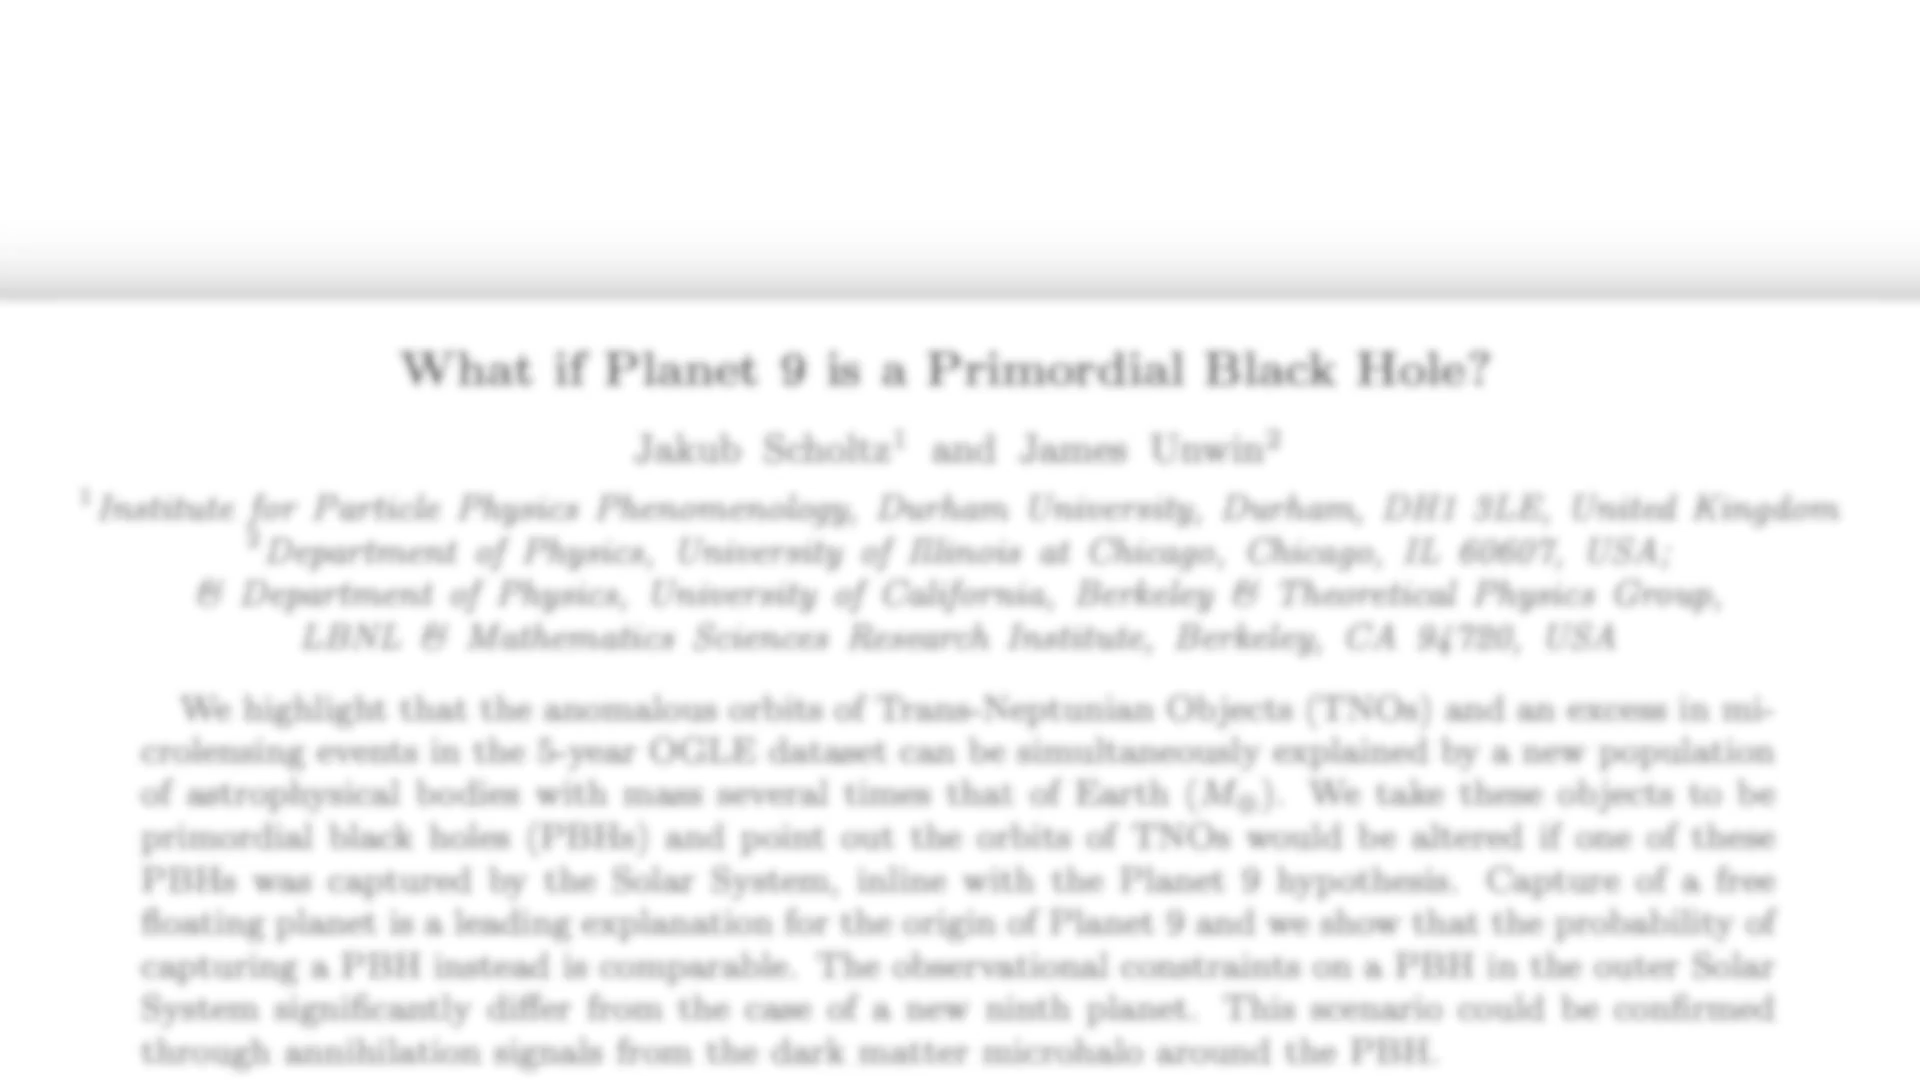 What if Planet 9 is a Primordial Black Hole?
Jakub Scholtz¹ and James Unwin²
¹Institute for Particle Physics Phenomenology, Durham University, Durham, DH1 3LE, United Kingdom
²Department of Physics, University of Illinois at Chicago, Chicago, IL 60607, USA;
& Department of Physics, University of California, Berkeley & Theoretical Physics Group,
LBNL & Mathematics Sciences Research Institute, Berkeley, CA 94720, USA
We highlight that the anomalous orbits of Trans-Neptunian Objects (TNOs) and an excess in mi-
crolensing events in the 5-year OGLE dataset can be simultaneously explained by a new population
of astrophysical bodies with mass several times that of Earth (M⊕). We take these objects to be
primordial black holes (PBHs) and point out the orbits of TNOs would be altered if one of these
PBHs was captured by the Solar System, inline with the Planet 9 hypothesis. Capture of a free
floating planet is a leading explanation for the origin of Planet 9 and we show that the probability of
capturing a PBH instead is comparable. The observational constraints on a PBH in the outer Solar
System significantly differ from the case of a new ninth planet. This scenario could be confirmed
through annihilation signals from the dark matter microhalo around the PBH.